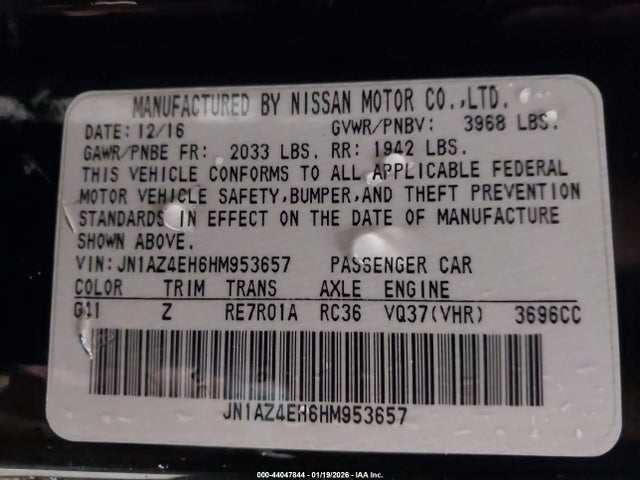 MANUFACTURED BY NISSAN MOTOR CO.,LTD.
DATE: 12/16 GVWR/PNBV: 3968 LBS.
GAWR/PNBE FR: 2033 LBS. RR: 1942 LBS.
THIS VEHICLE CONFORMS TO ALL APPLICABLE FEDERAL
MOTOR VEHICLE SAFETY,BUMPER,AND THEFT PREVENTION
STANDARDS IN EFFECT ON THE DATE OF MANUFACTURE
SHOWN ABOVE.
VIN: JN1AZ4EH6HM953657 PASSENGER CAR
COLOR TRIM TRANS AXLE ENGINE
G41 Z RE7R01A RC36 VQ37(VHR) 3696CC
JN1AZ4EH6HM953657
000-44047844 - 01/19/2026 - IAA Inc.